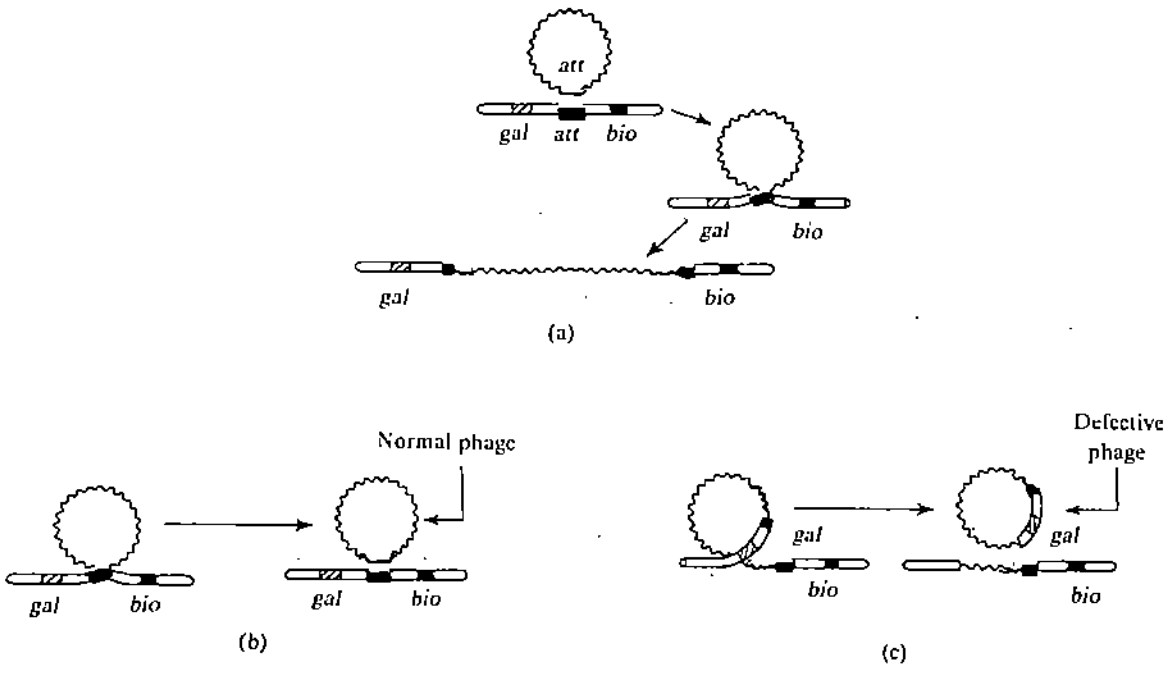 att
gal att bio
gal bio
gal bio
(a)
Normal phage
gal bio
gal bio
(b)
Defective
phage
gal
bio
gal
bio
(c)